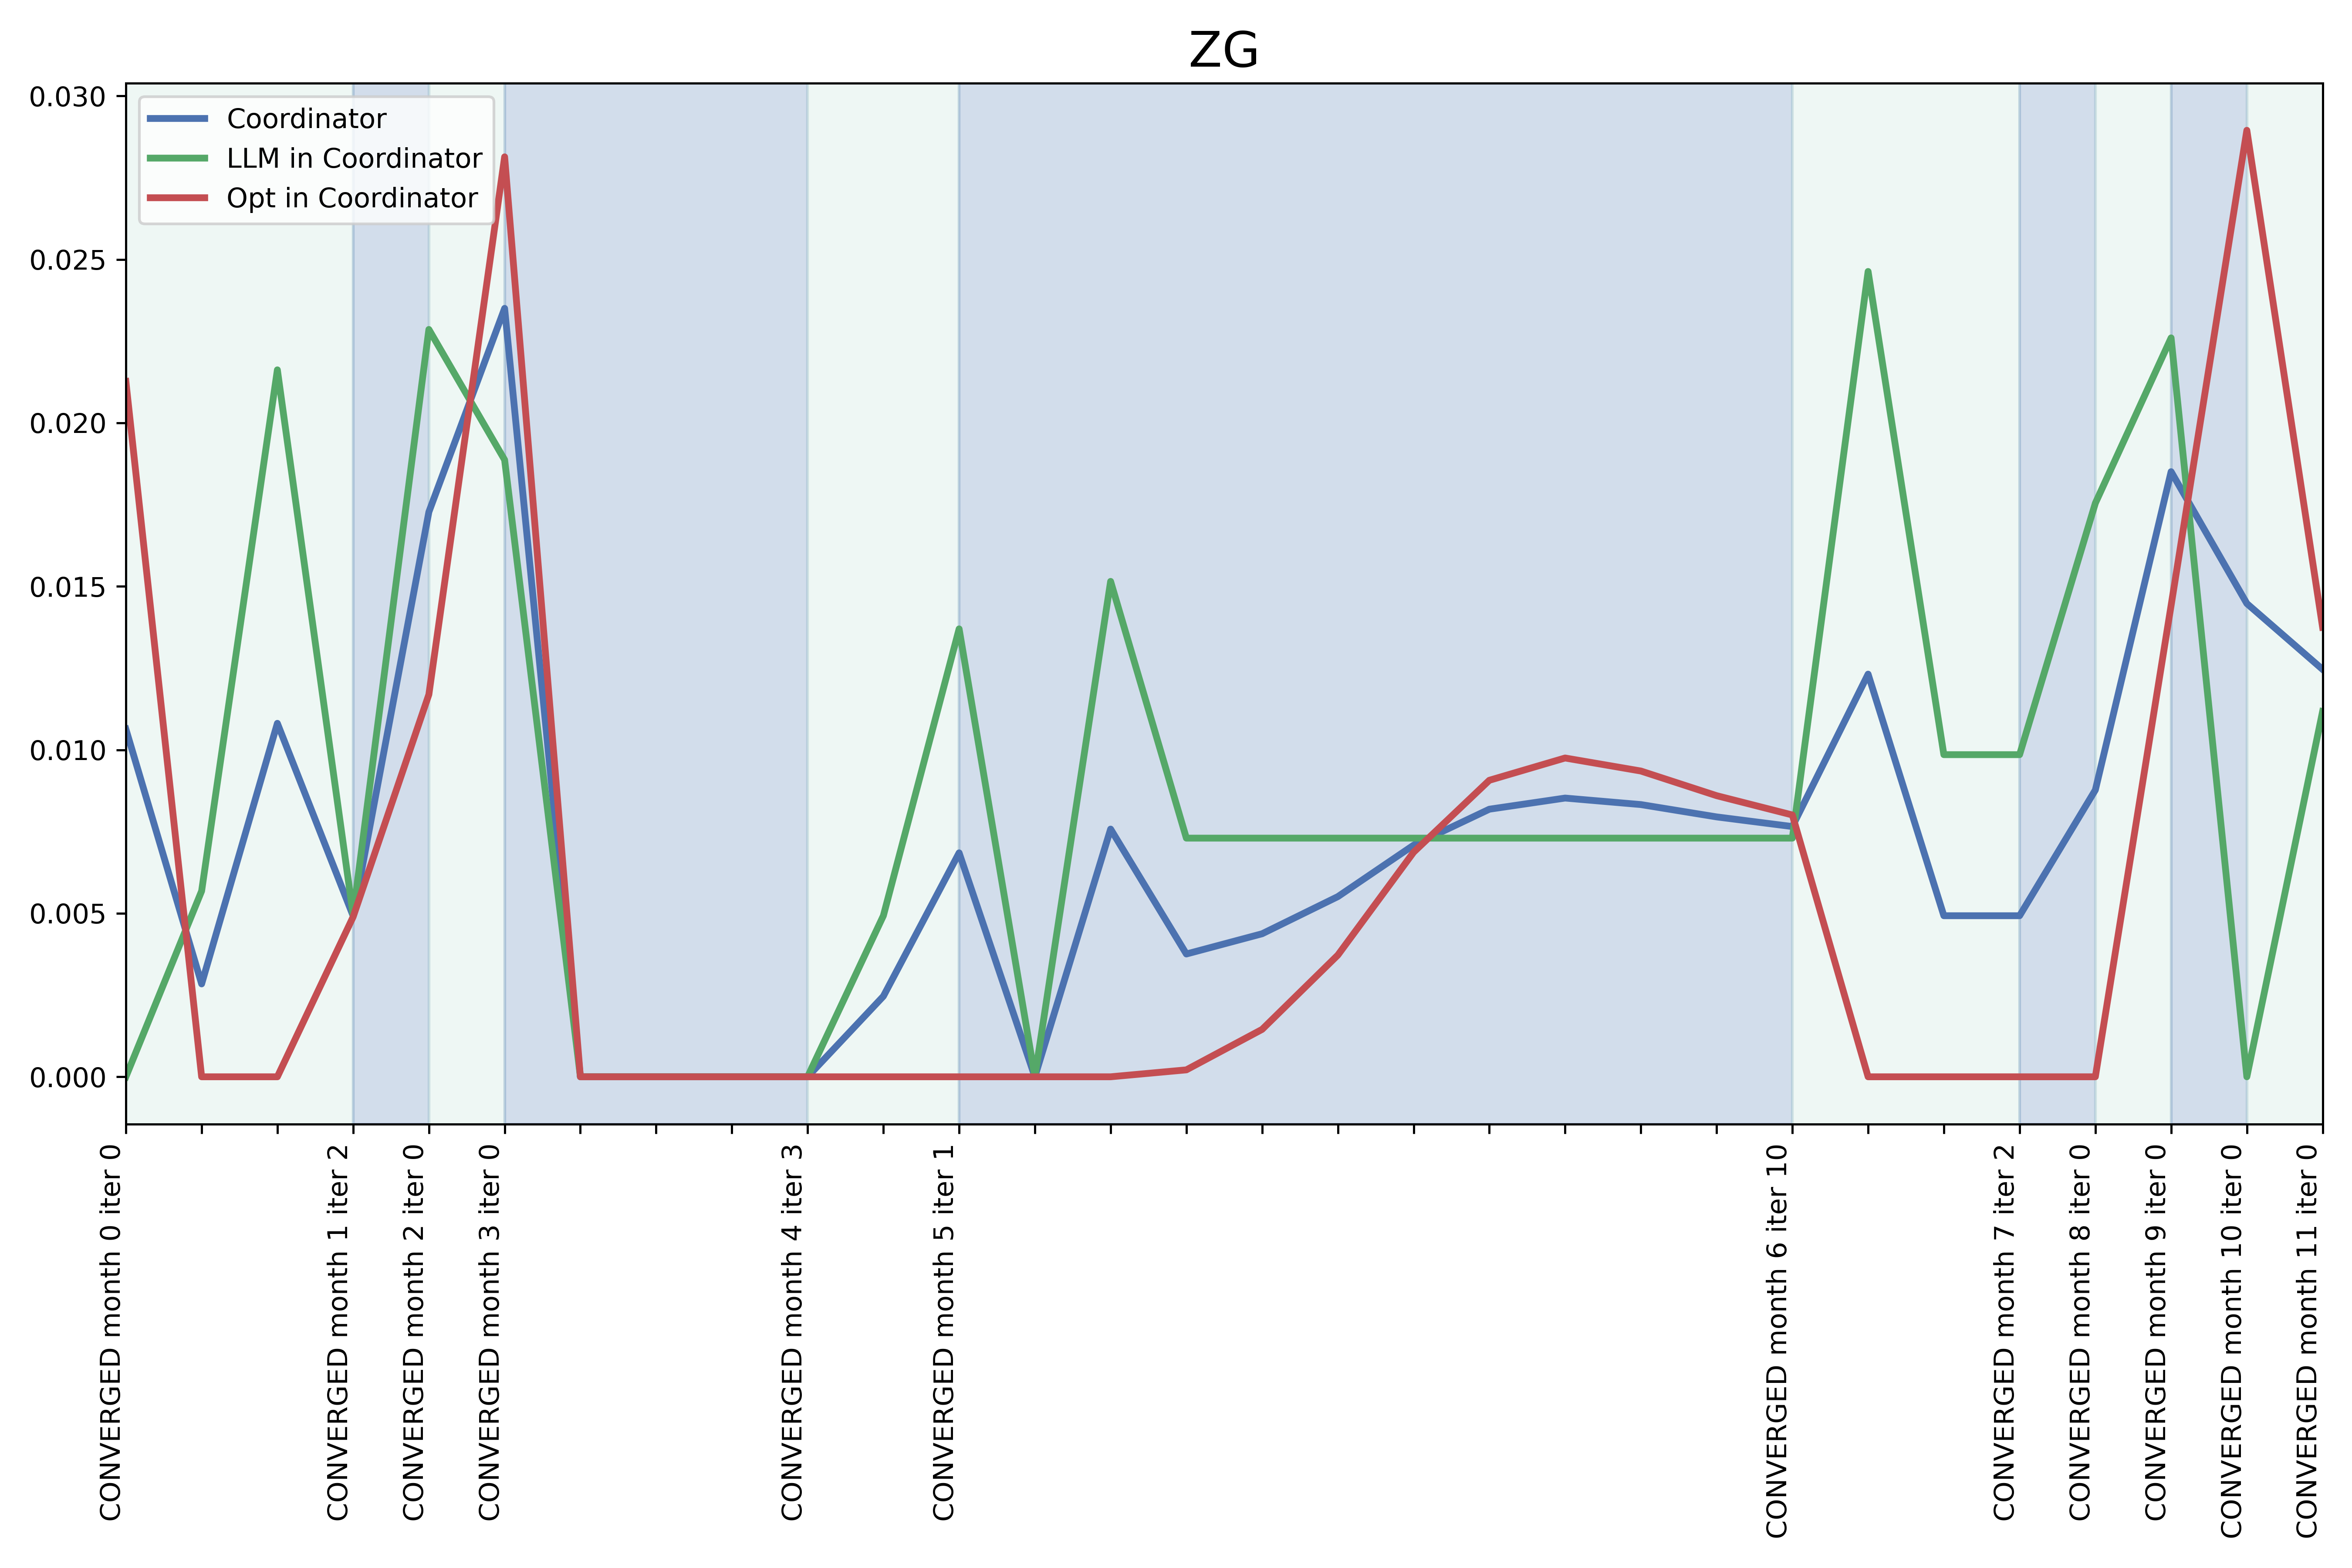 ZG
0.030
0.025
0.020
0.015
0.010
0.005
0.000
Coordinator
LLM in Coordinator
Opt in Coordinator
CONVERGED month 0 iter 0
CONVERGED month 1 iter 2
CONVERGED month 2 iter 0
CONVERGED month 3 iter 0
CONVERGED month 4 iter 3
CONVERGED month 5 iter 1
CONVERGED month 6 iter 10
CONVERGED month 7 iter 2
CONVERGED month 8 iter 0
CONVERGED month 9 iter 0
CONVERGED month 10 iter 0
CONVERGED month 11 iter 0